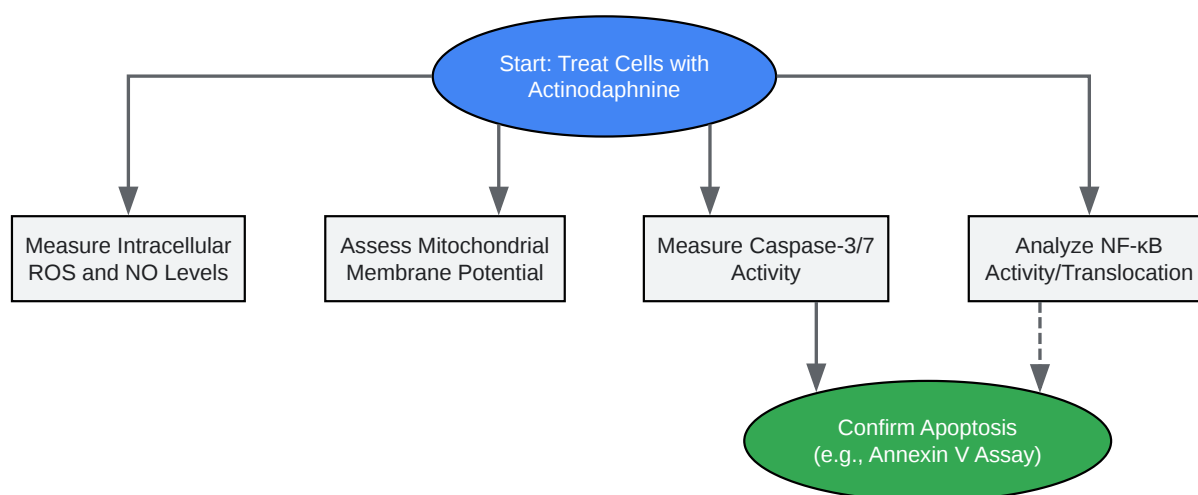 Start: Treat Cells with
Actinodaphnine
Measure Intracellular
ROS and NO Levels
Assess Mitochondrial
Membrane Potential
Measure Caspase-3/7
Activity
Analyze NF-κB
Activity/Translocation
Confirm Apoptosis
(e.g., Annexin V Assay)